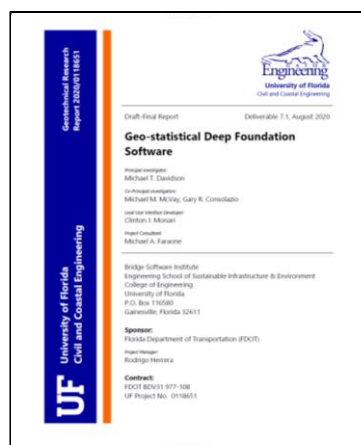 Geotechnical Research
Report 2020/0118651
University of Florida
Civil and Coastal Engineering
UF
Engineering
University of Florida
Civil and Coastal Engineering
Draft-Final Report Deliverable 7.1, August 2020
Geo-statistical Deep Foundation
Software
Principal Investigator:
Michael T. Davidson
Co-Principal Investigators:
Michael M. McVay, Gary R. Consolazio
Lead User Interface Developer:
Clinton J. Monari
Project Consultant:
Michael A. Faraone
Bridge Software Institute
Engineering School of Sustainable Infrastructure & Environment
College of Engineering
University of Florida
P.O. Box 116580
Gainesville, Florida 32611
Sponsor:
Florida Department of Transportation (FDOT)
Project Manager:
Rodrigo Herrera
Contract:
FDOT BDV31 977-108
UF Project No. 0118651